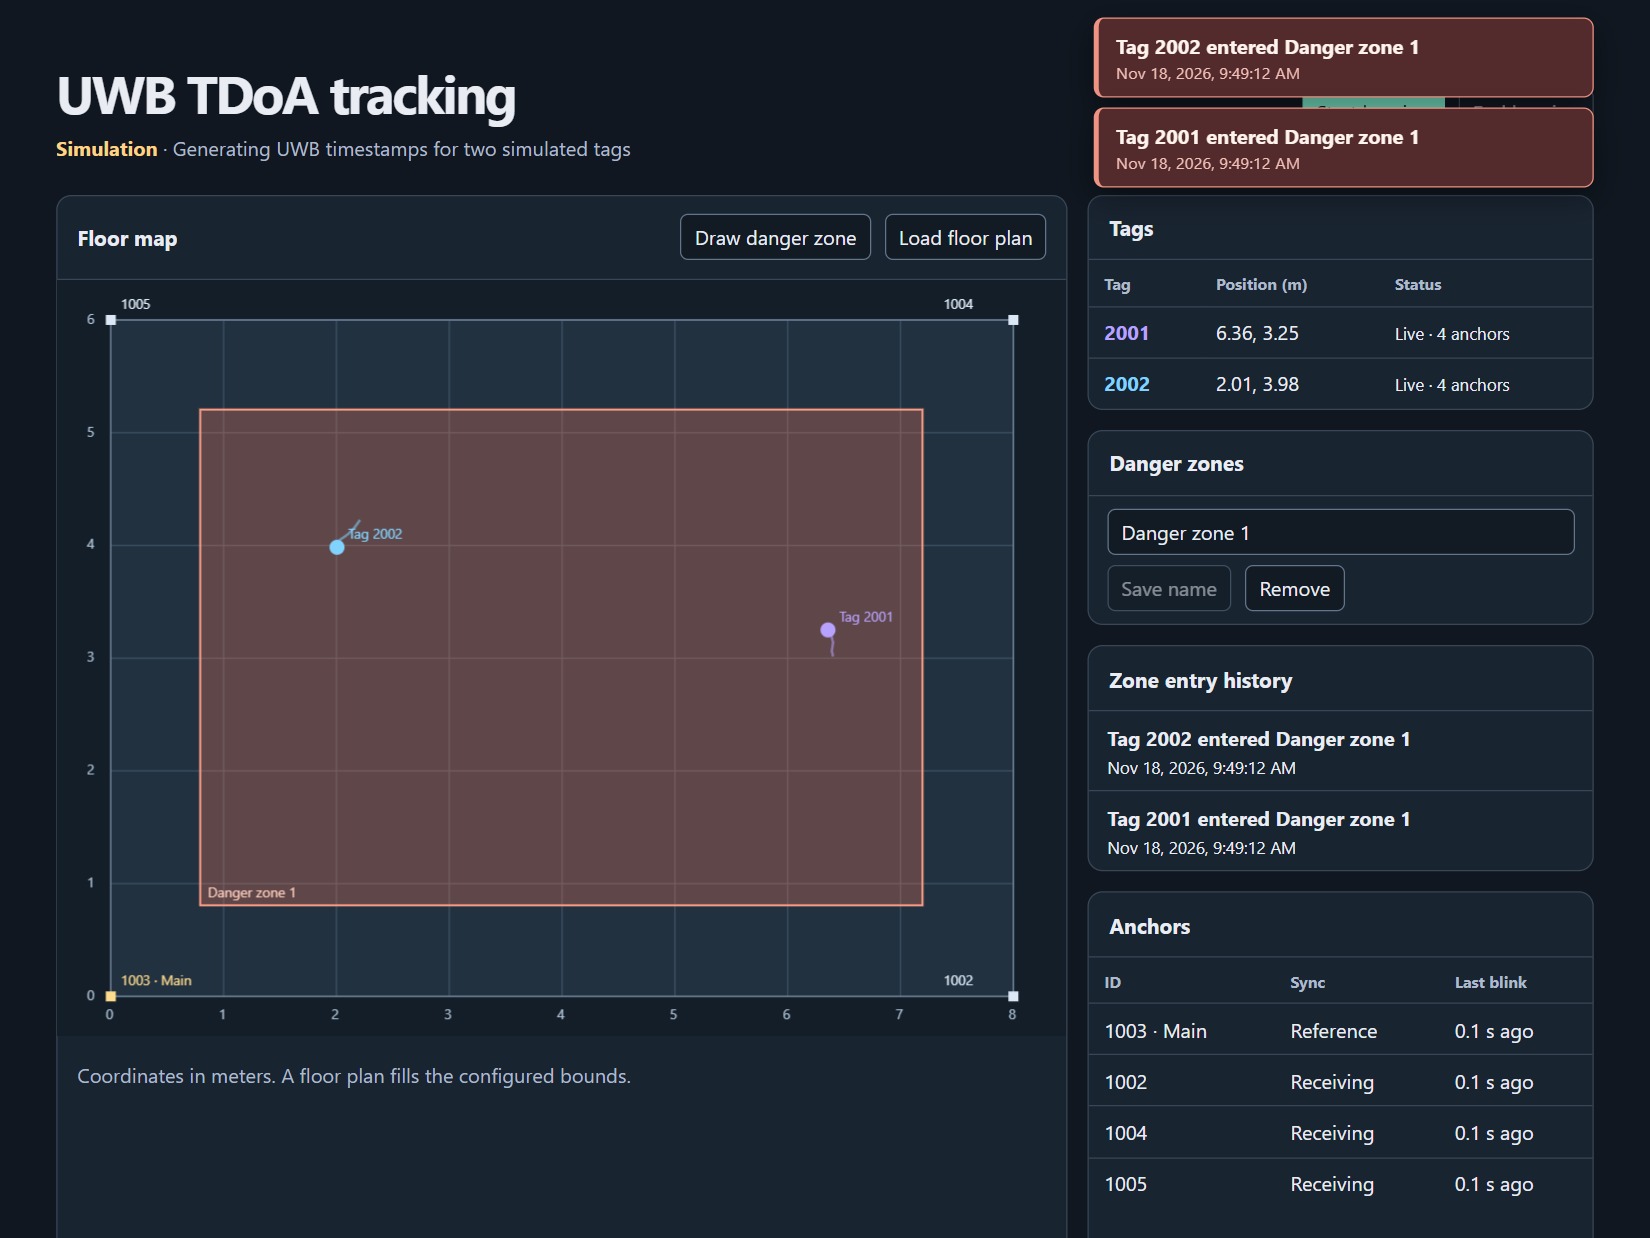 Tag 2002 entered Danger zone 1
Nov 18, 2026, 9:49:12 AM
Tag 2001 entered Danger zone 1
Nov 18, 2026, 9:49:12 AM
UWB TDoA tracking
Simulation · Generating UWB timestamps for two simulated tags
Floor map
Draw danger zone
Load floor plan
1005
1004
6
5
4
3
2
1
0
Tag 2002
Tag 2001
Danger zone 1
1003 · Main
1002
0 1 2 3 4 5 6 7 8
Coordinates in meters. A floor plan fills the configured bounds.
Tags
Tag Position (m) Status
2001 6.36, 3.25 Live · 4 anchors
2002 2.01, 3.98 Live · 4 anchors
Danger zones
Danger zone 1
Save name
Remove
Zone entry history
Tag 2002 entered Danger zone 1
Nov 18, 2026, 9:49:12 AM
Tag 2001 entered Danger zone 1
Nov 18, 2026, 9:49:12 AM
Anchors
ID Sync Last blink
1003 · Main Reference 0.1 s ago
1002 Receiving 0.1 s ago
1004 Receiving 0.1 s ago
1005 Receiving 0.1 s ago